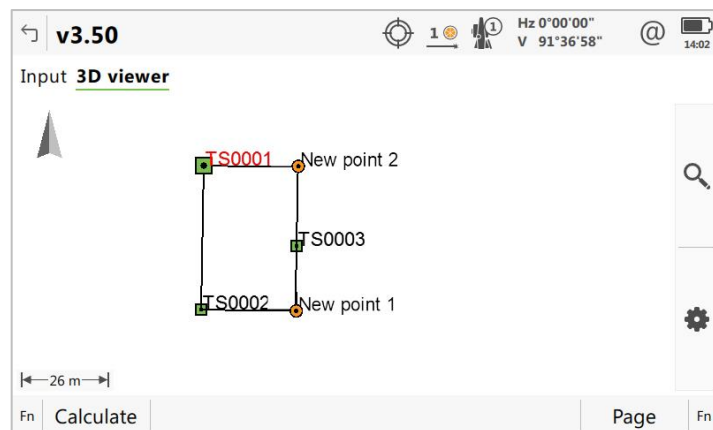 v3.50
1
1
Hz 0°00'00"
V 91°36'58"
@
14:02
Input 3D viewer
TS0001
New point 2
TS0003
TS0002
New point 1
26 m
Fn Calculate Page Fn